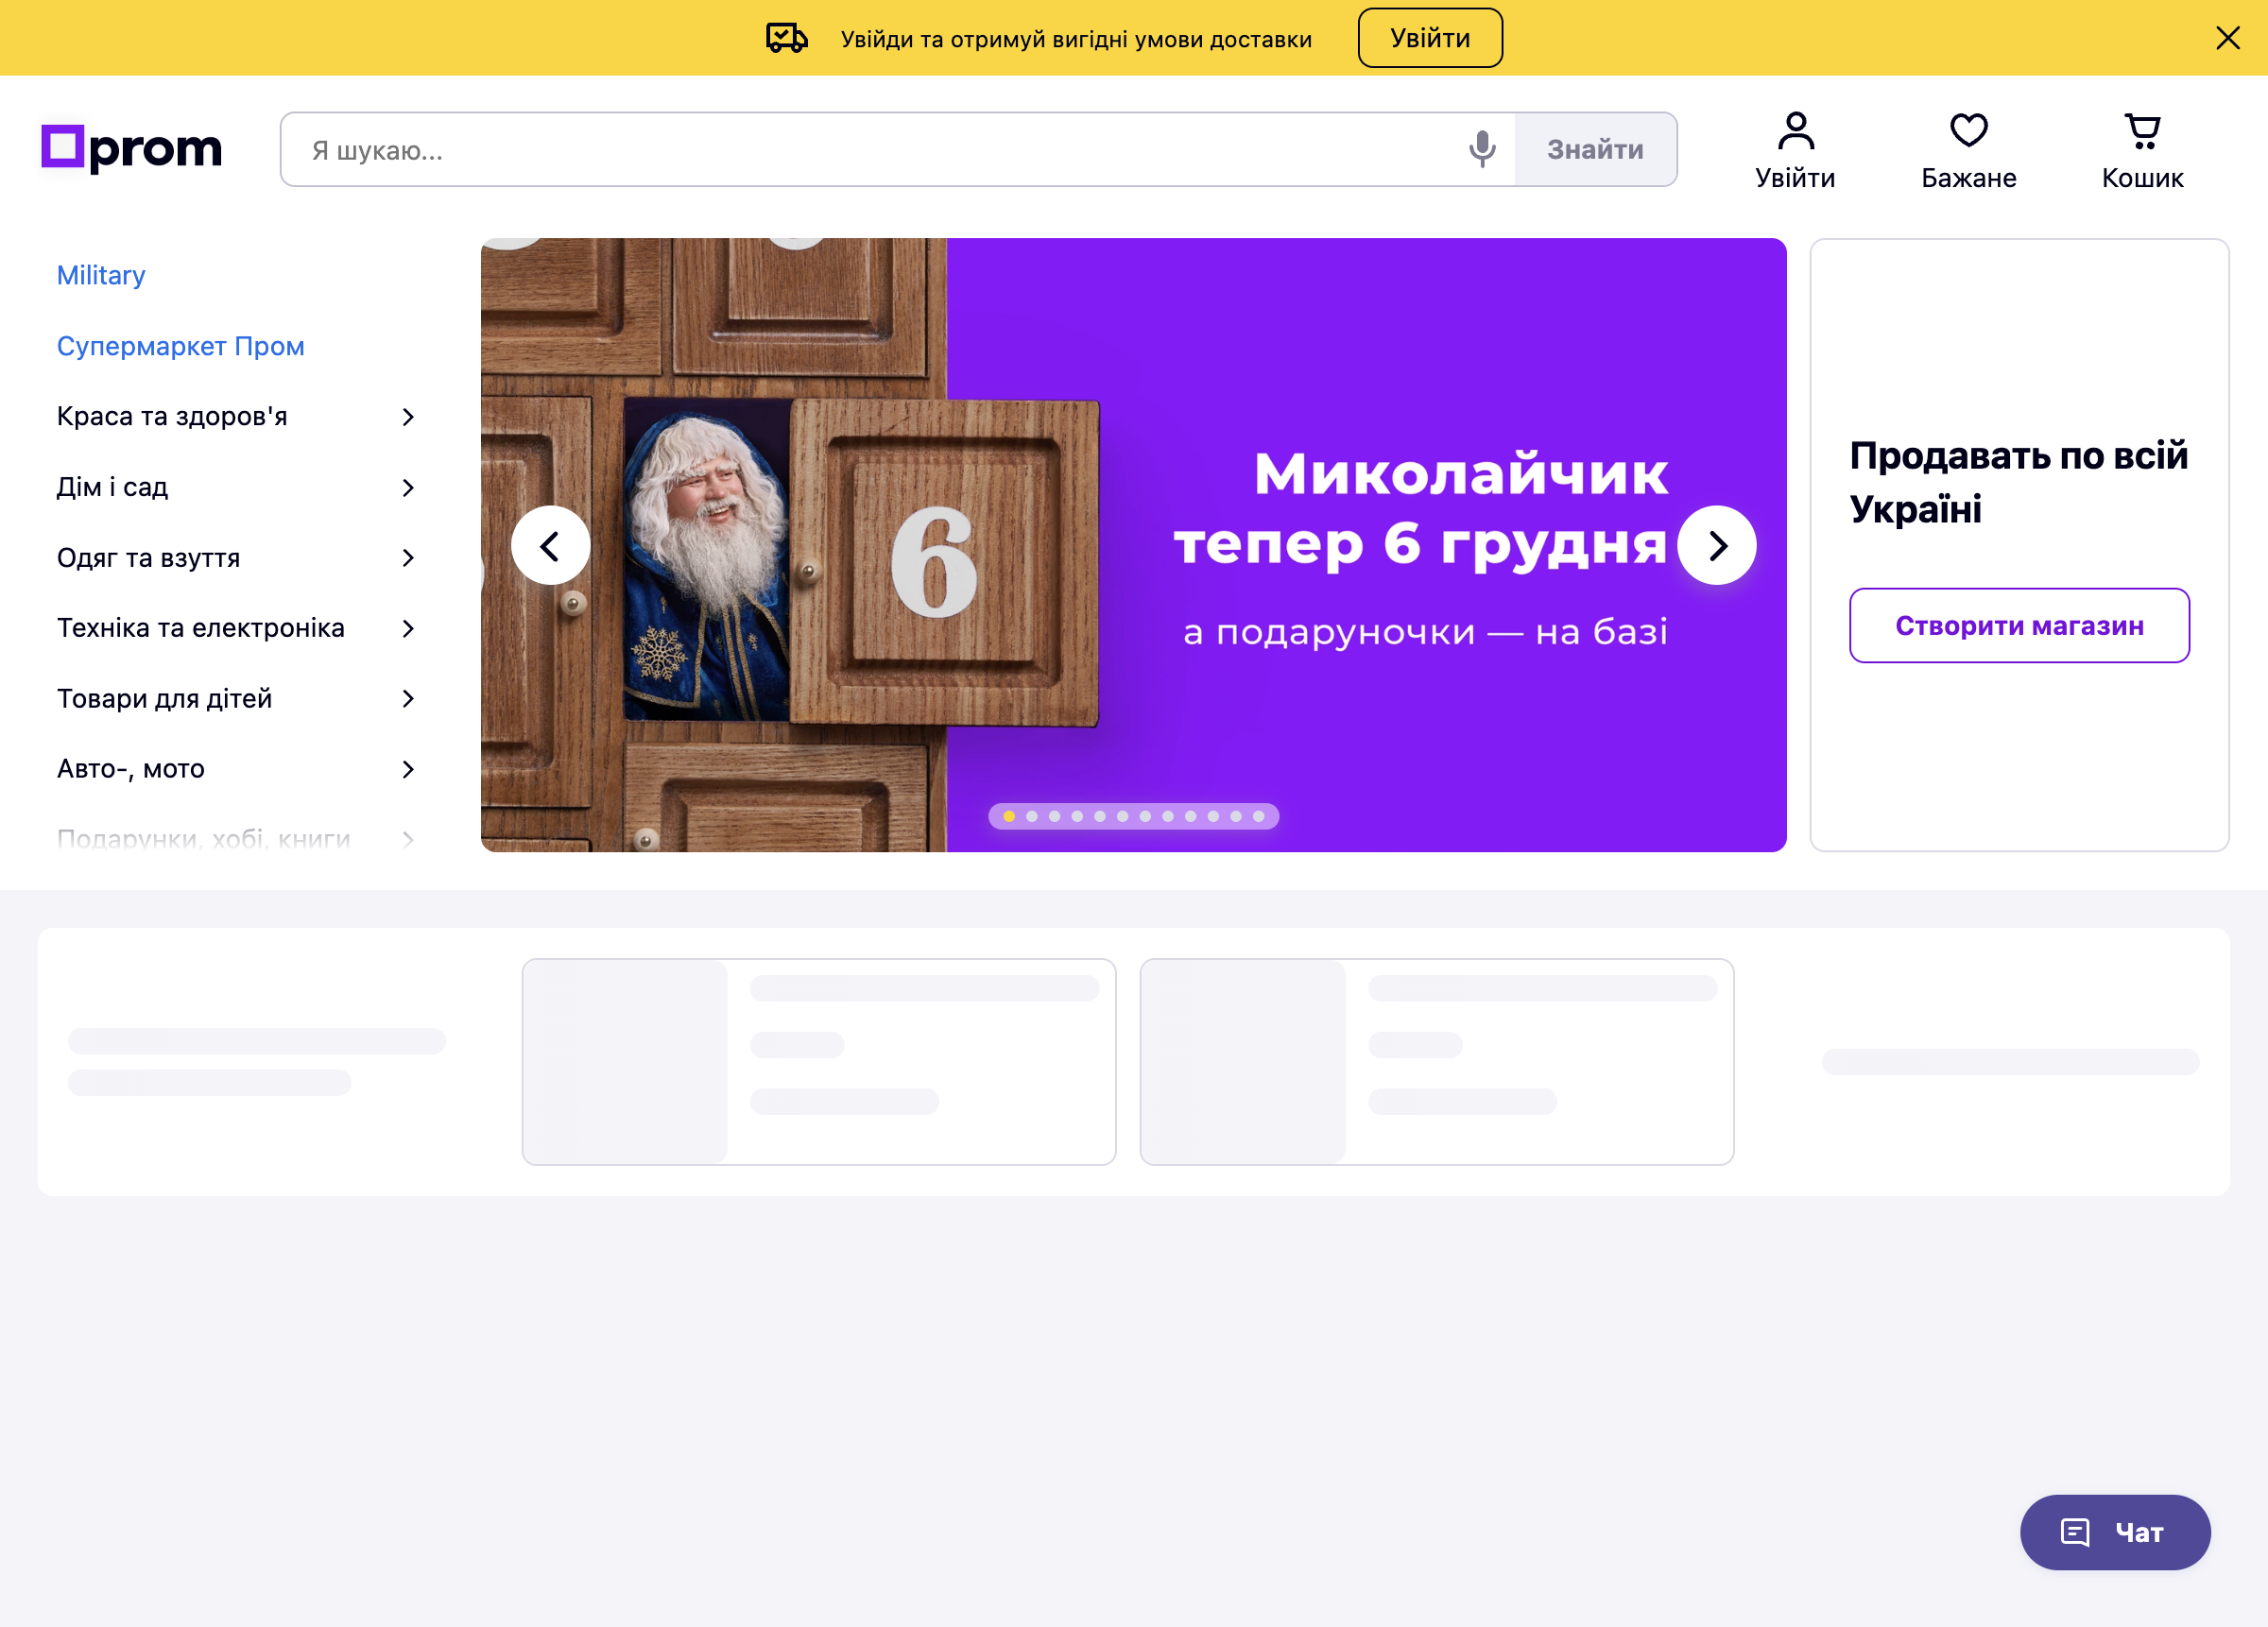 Увійди та отримуй вигідні умови доставки
Увійти
prom
Я шукаю...
Знайти
Увійти
Бажане
Кошик
Military
Супермаркет Пром
Краса та здоров'я
Дім і сад
Одяг та взуття
Техніка та електроніка
Товари для дітей
Авто-, мото
Подарунки, хобі, книги
6
Миколайчик
тепер 6 грудня
а подаруночки — на базі
Продавать по всій
Україні
Створити магазин
Чат